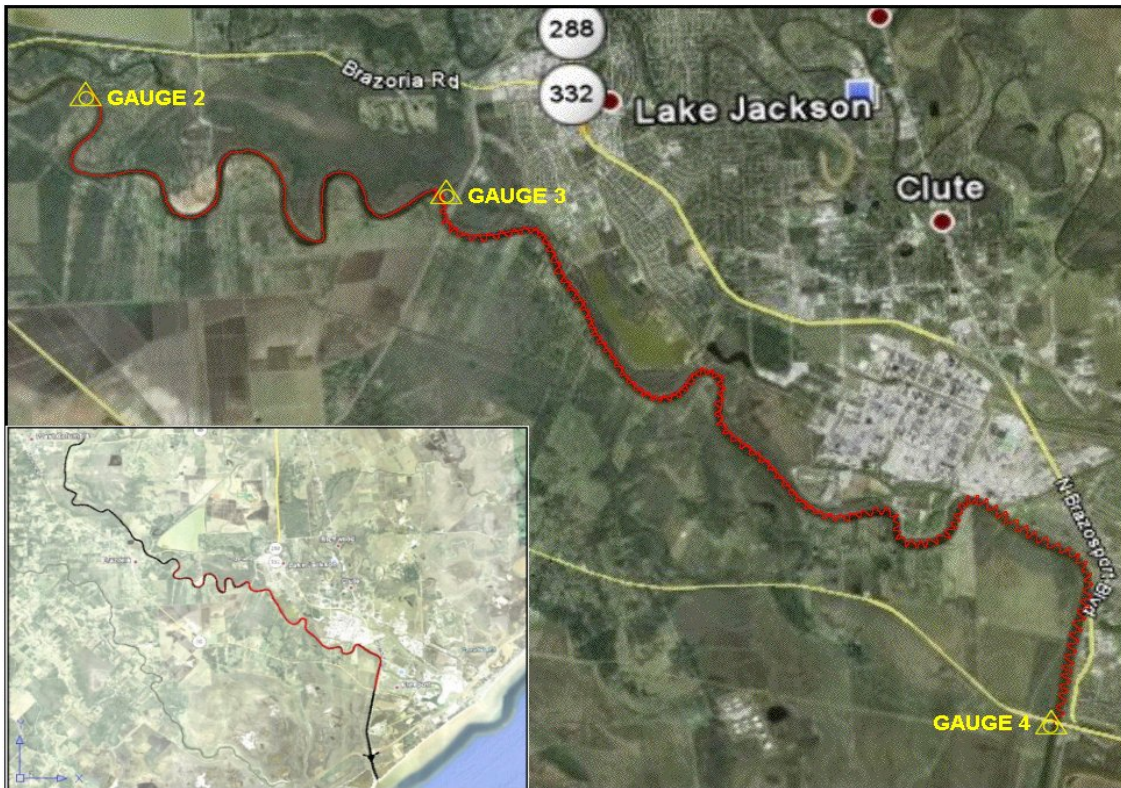 288
Brazoria Rd
GAUGE 2
332
Lake Jackson
GAUGE 3
Clute
N Brazosport Blvd
GAUGE 4
X